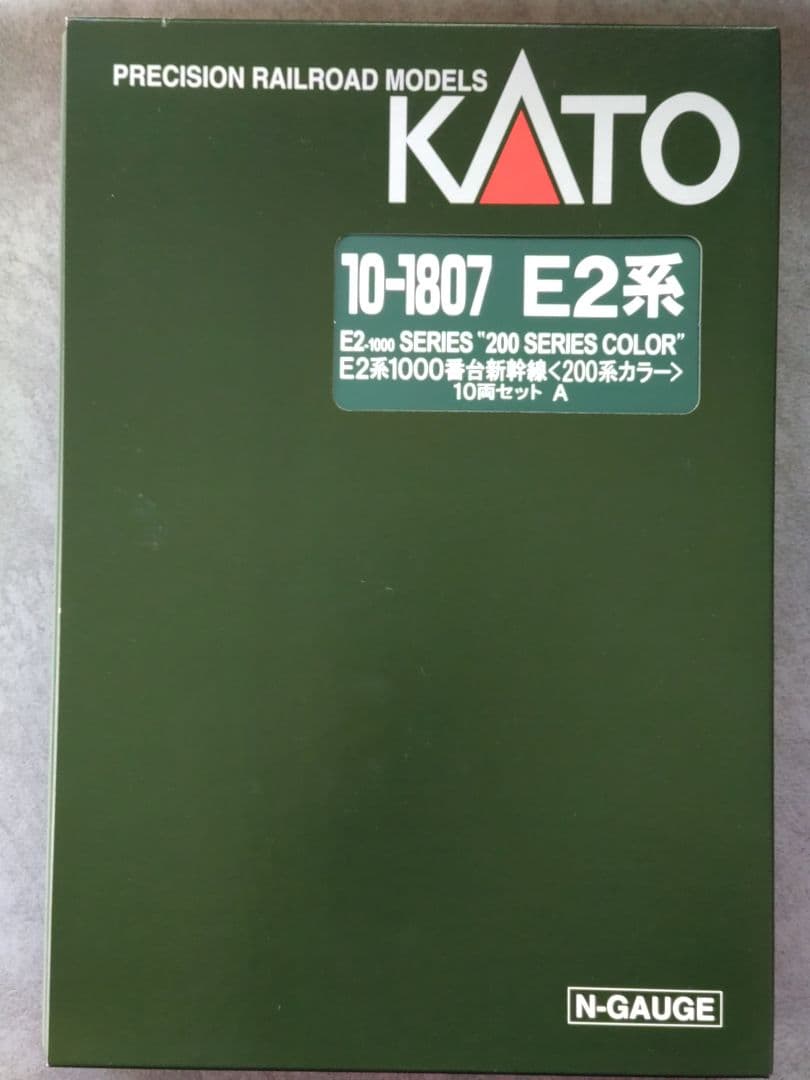 PRECISION RAILROAD MODELS
KATO
10-1807 E2系
E2-1000 SERIES "200 SERIES COLOR"
E2系1000番台新幹線<200系カラー>
10両セット A
N-GAUGE